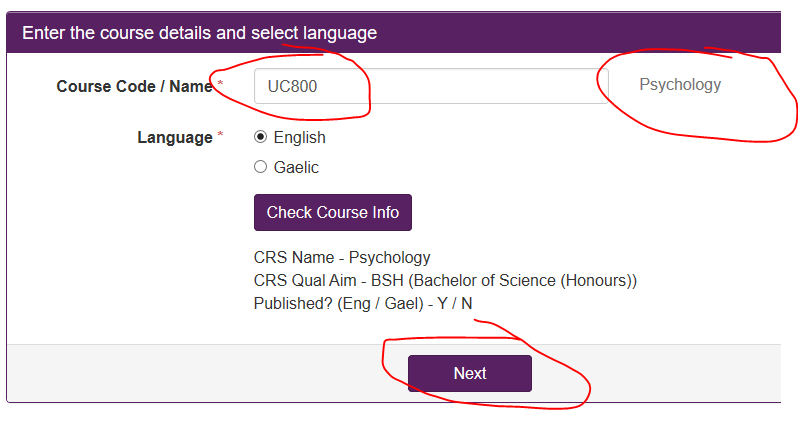 Enter the course details and select language
Course Code / Name * UC800 Psychology
Language * English
Gaelic
Check Course Info
CRS Name - Psychology
CRS Qual Aim - BSH (Bachelor of Science (Honours))
Published? (Eng / Gael) - Y / N
Next